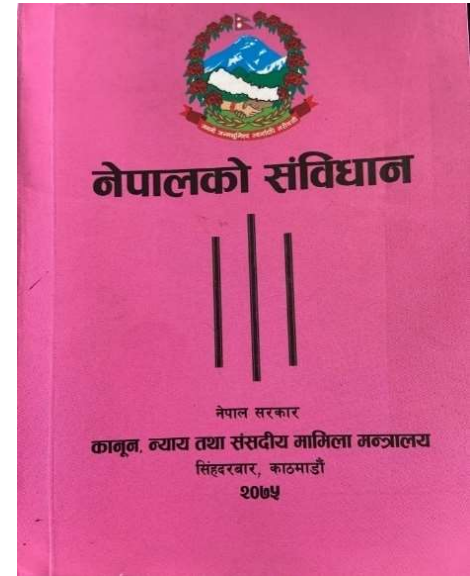 नेपालको संविधान
नेपाल सरकार
कानून, न्याय तथा संसदीय मामिला मन्त्रालय
सिंहदरबार, काठमाडौं
२०७५